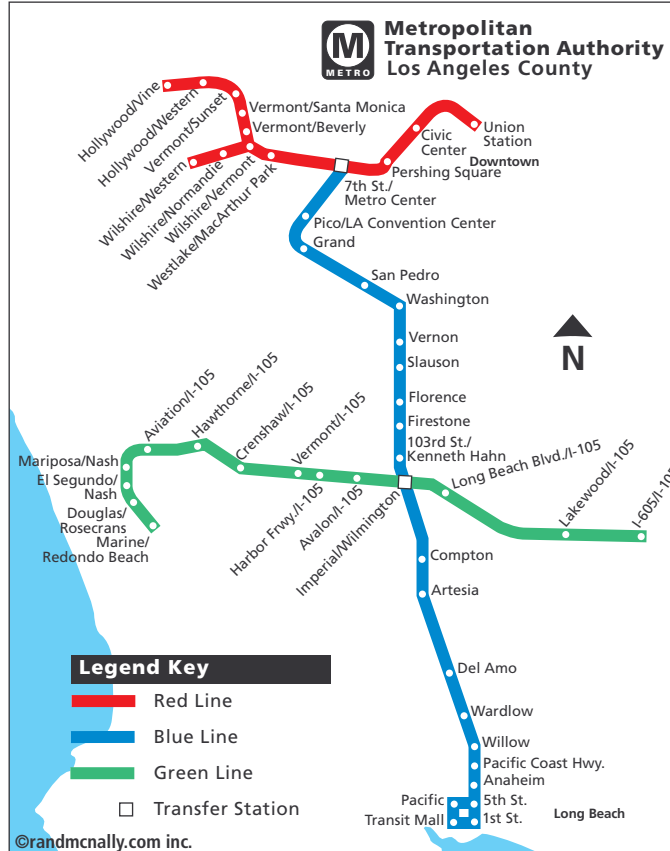 M
METRO
Metropolitan
Transportation Authority
Los Angeles County
Hollywood/Vine
Hollywood/Western
Vermont/Sunset
Vermont/Santa Monica
Vermont/Beverly
Wilshire/Western
Wilshire/Normandie
Wilshire/Vermont
Westlake/MacArthur Park
7th St./
Metro Center
Pershing Square
Civic
Center
Union
Station
Downtown
Pico/LA Convention Center
Grand
San Pedro
Washington
Vernon
Slauson
Florence
Firestone
103rd St./
Kenneth Hahn
N
Aviation/I-105
Hawthorne/I-105
Crenshaw/I-105
Vermont/I-105
Mariposa/Nash
El Segundo/
Nash
Douglas/
Rosecrans
Marine/
Redondo Beach
Harbor Frwy/I-105
Avalon/I-105
Imperial/Wilmington
Long Beach Blvd./I-105
Lakewood/I-105
I-605/I-105
Compton
Artesia
Del Amo
Wardlow
Willow
Pacific Coast Hwy.
Anaheim
Pacific
5th St.
Transit Mall
1st St.
Long Beach
Legend Key
Red Line
Blue Line
Green Line
Transfer Station
©randmcnally.com inc.